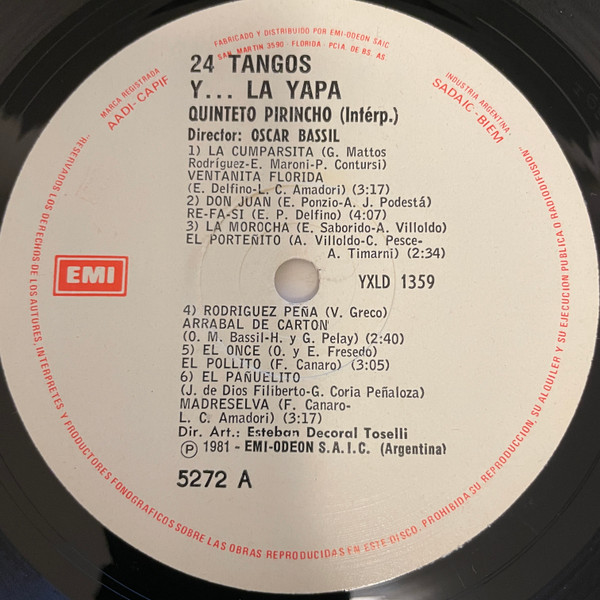 FABRICADO Y DISTRIBUIDO POR EMI-ODEON SAIC
SAN MARTIN 3590 · FLORIDA · PCIA. DE BS. AS
MARCA REGISTRADA
AADI-CAPIF
INDUSTRIA ARGENTINA
SADAIC-BIEM
24 TANGOS
Y... LA YAPA
QUINTETO PIRINCHO (Intérp.)
Director: OSCAR BASSIL
1) LA CUMPARSITA (G. Mattos
Rodríguez-E. Maroni-P. Contursi)
VENTANITA FLORIDA
(E. Delfino-L. C. Amadori) (3:17)
2) DON JUAN (E. Ponzio-A. J. Podestá)
RE-FA-SI (E. P. Delfino) (4:07)
3) LA MOROCHA (E. Saborido-A. Villoldo)
EL PORTEÑITO (A. Villoldo-C. Pesce-
A. Timarni) (2:34)
EMI
YXLD 1359
4) RODRIGUEZ PEÑA (V. Greco)
ARRABAL DE CARTON
(O. M. Bassil-H. y G. Pelay) (2:40)
5) EL ONCE (O. y E. Fresedo)
EL POLLITO (F. Canaro) (3:05)
6) EL PAÑUELITO
(J. de Dios Filiberto-G. Coria Peñaloza)
MADRESELVA (F. Canaro-
L. C. Amadori) (3:17)
Dir. Art.: Esteban Decoral Toselli
Ⓟ 1981 - EMI-ODEON S.A.I.C. (Argentina)
5272 A
"RESERVADOS LOS DERECHOS DE LOS AUTORES, INTERPRETES Y PRODUCTORES FONOGRAFICOS SOBRE LAS OBRAS REPRODUCIDAS EN ESTE DISCO. PROHIBIDA SU REPRODUCCION, SU ALQUILER Y SU EJECUCION PUBLICA O RADIODIFUSION".